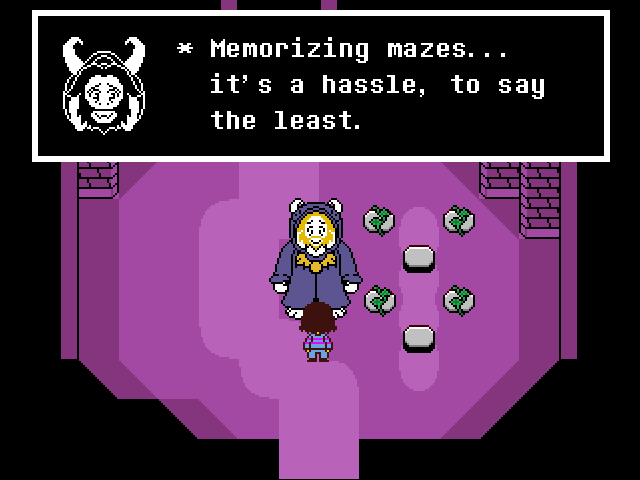 * Memorizing mazes...
it's a hassle, to say
the least.